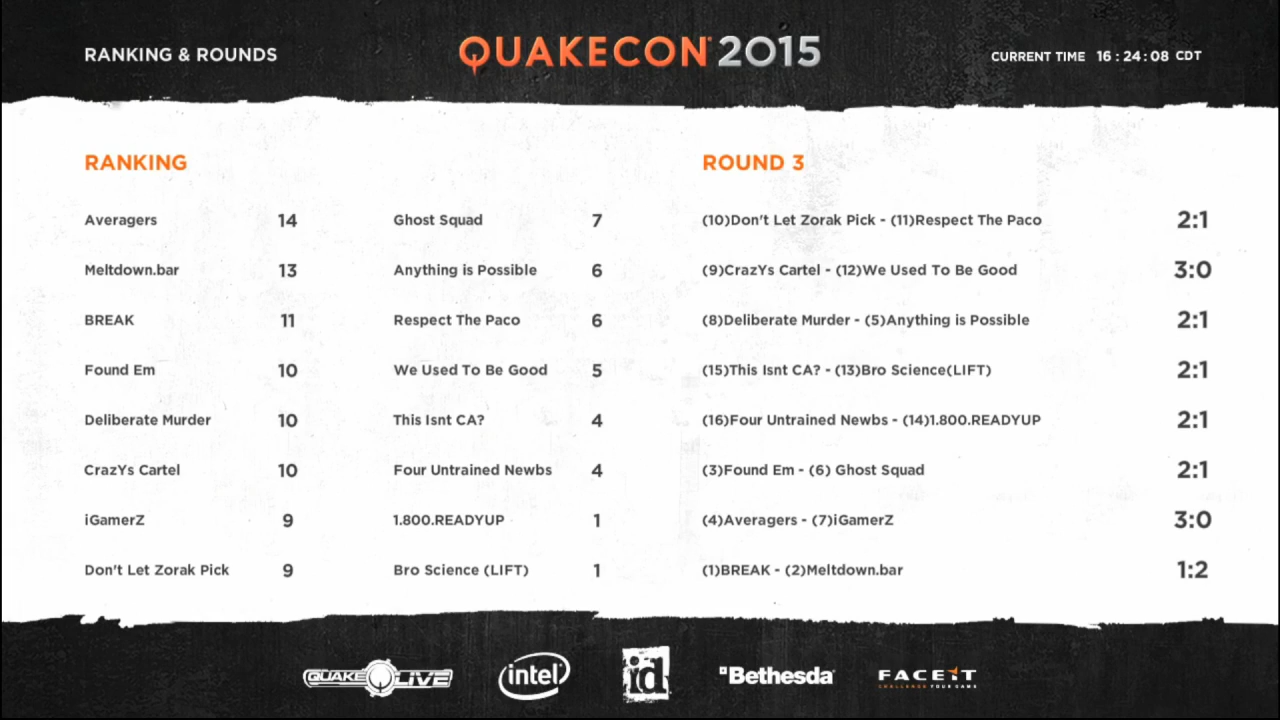 RANKING & ROUNDS
QUAKECON 2015
CURRENT TIME 16 : 24 : 08 CDT
RANKING
Averagers 14
Meltdown.bar 13
BREAK 11
Found Em 10
Deliberate Murder 10
CrazYs Cartel 10
iGamerZ 9
Don't Let Zorak Pick 9
Ghost Squad 7
Anything is Possible 6
Respect The Paco 6
We Used To Be Good 5
This Isnt CA? 4
Four Untrained Newbs 4
1.800.READYUP 1
Bro Science (LIFT) 1
ROUND 3
(10)Don't Let Zorak Pick - (11)Respect The Paco 2:1
(9)CrazYs Cartel - (12)We Used To Be Good 3:0
(8)Deliberate Murder - (5)Anything is Possible 2:1
(15)This Isnt CA? - (13)Bro Science(LIFT) 2:1
(16)Four Untrained Newbs - (14)1.800.READYUP 2:1
(3)Found Em - (6) Ghost Squad 2:1
(4)Averagers - (7)iGamerZ 3:0
(1)BREAK - (2)Meltdown.bar 1:2
QUAKE LIVE
intel
id
Bethesda
FACEIT
CHALLENGE YOUR GAME